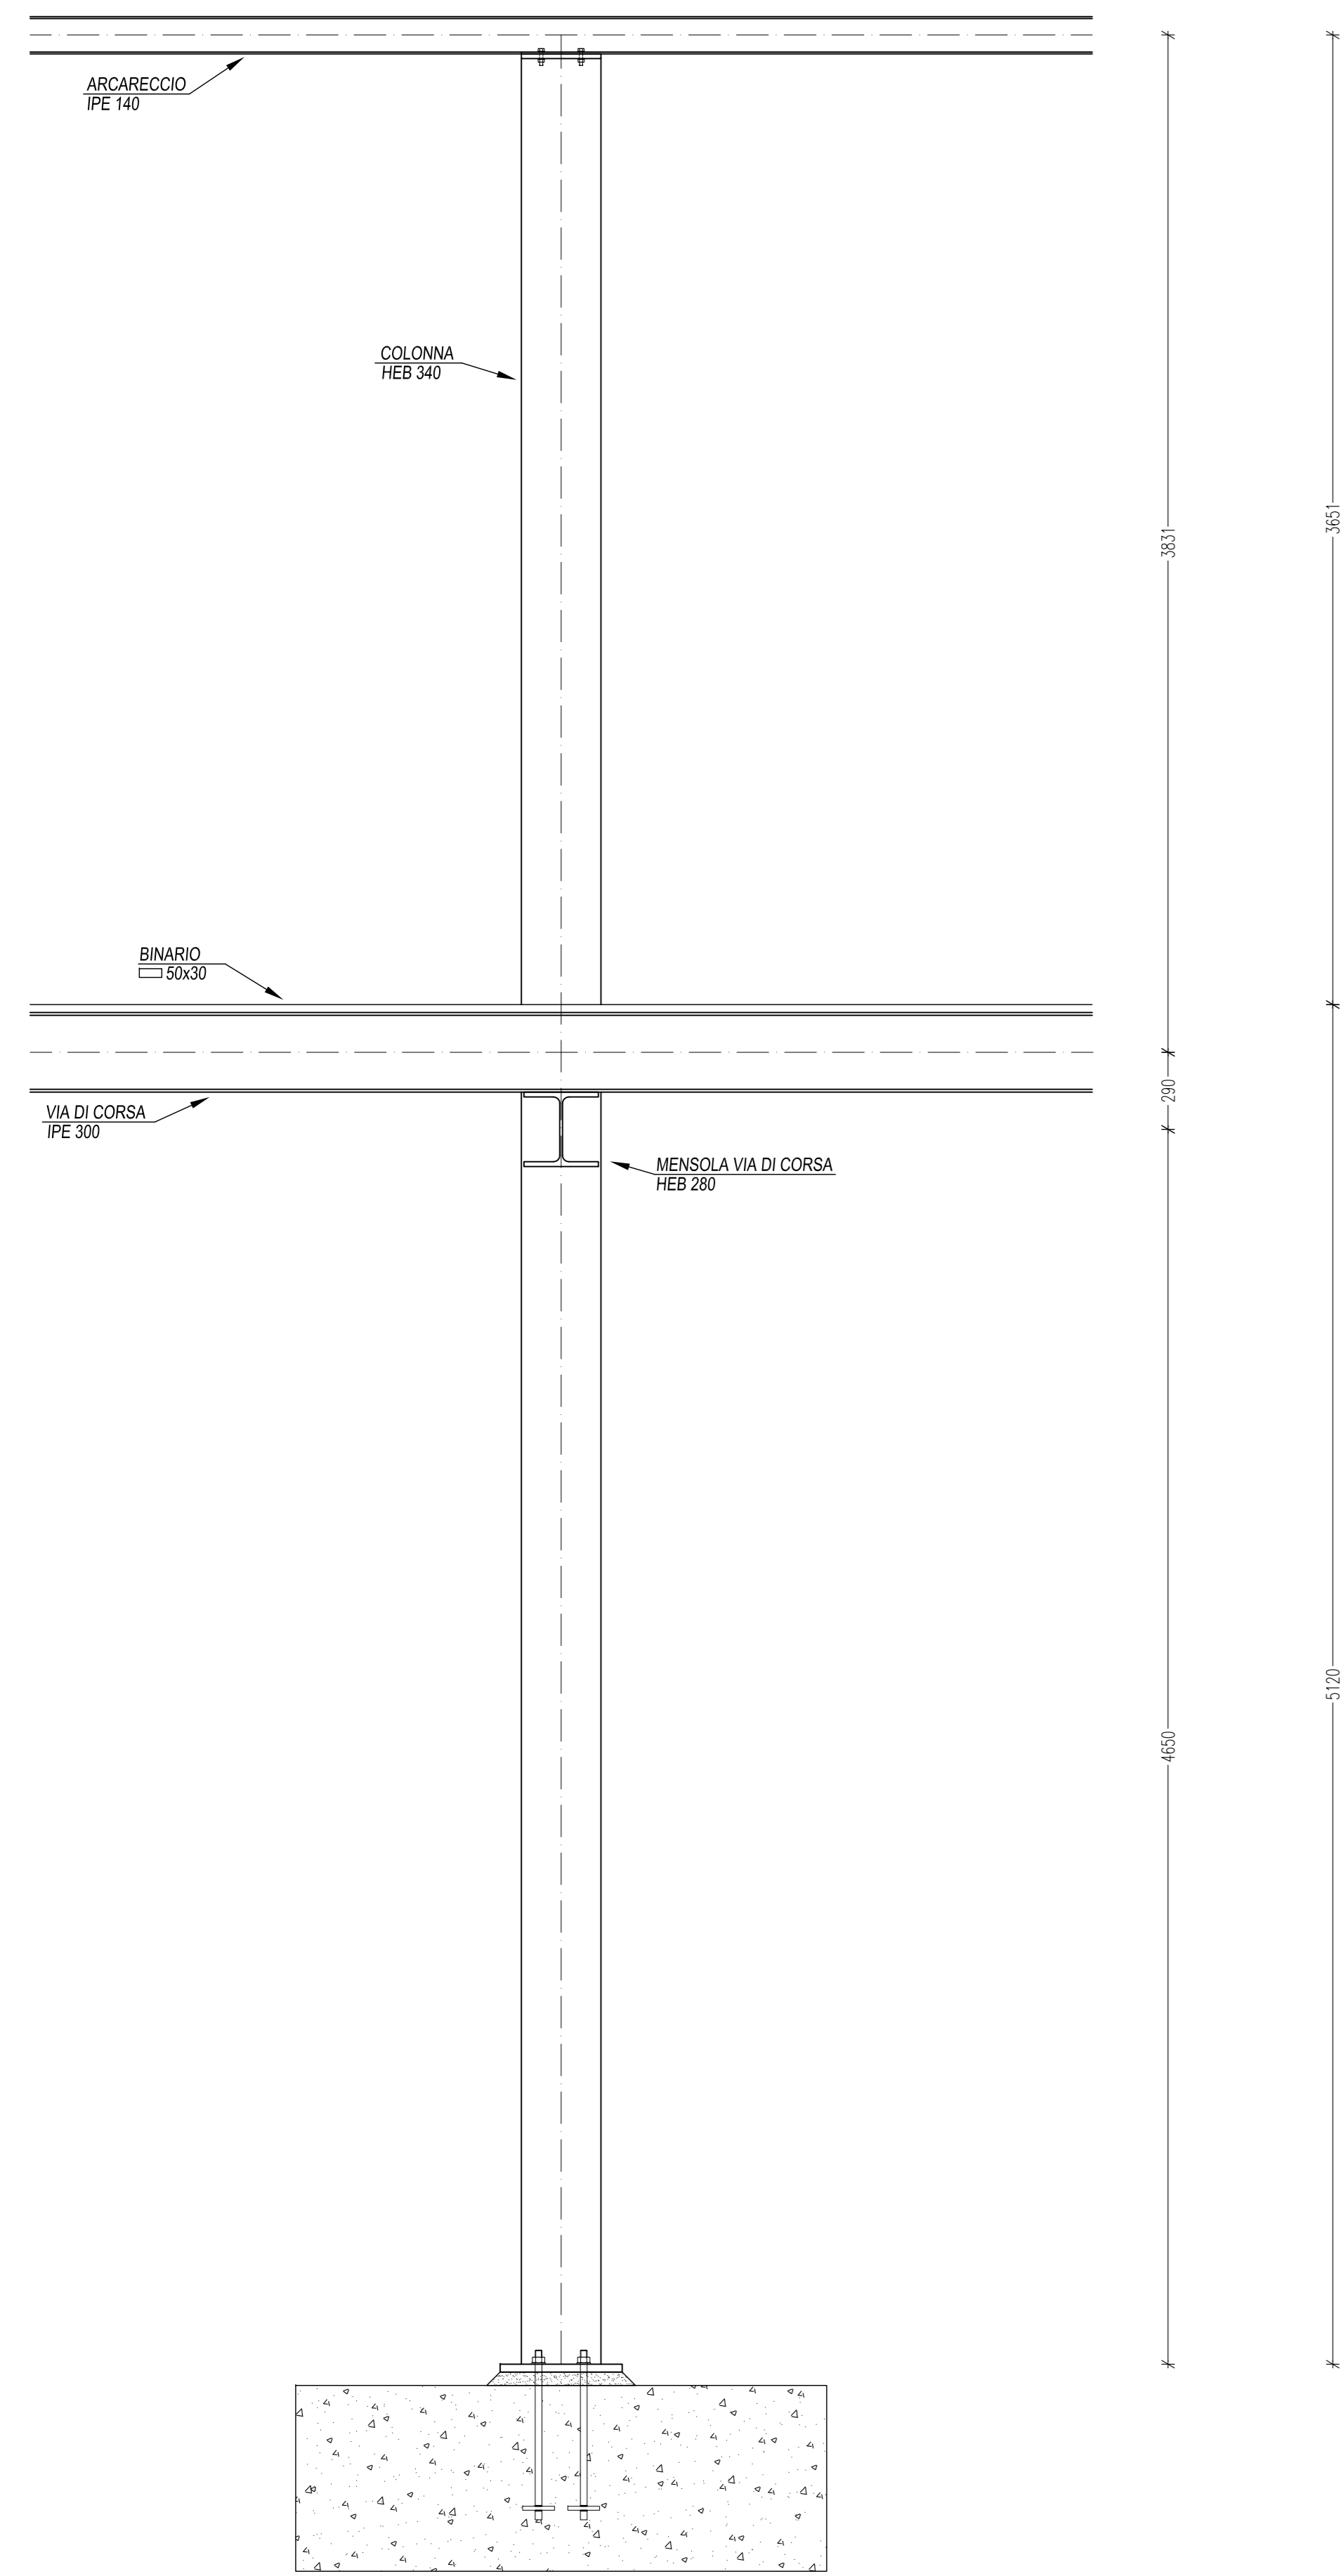 ARCARECCIO
IPE 140
COLONNA
HEB 340
3831
3651
BINARIO
50x30
VIA DI CORSA
IPE 300
290
MENSOLA VIA DI CORSA
HEB 280
5120
4650